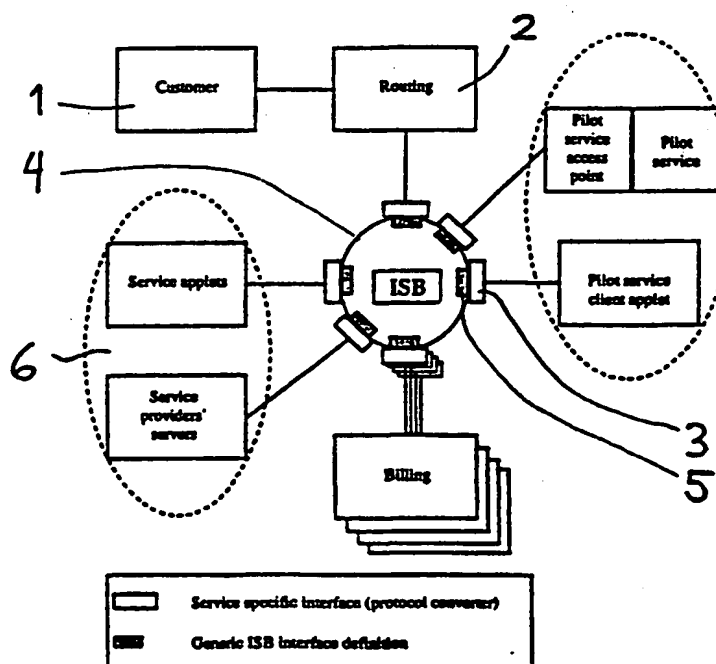 2
1
Customer
Routing
4
Pilot
service
access
point
Pilot
service
Service applets
ISB
Pilot service
client applet
6
Service
providers'
servers
3
Billing
5
Service specific interface (protocol converter)
Generic ISB interface definition